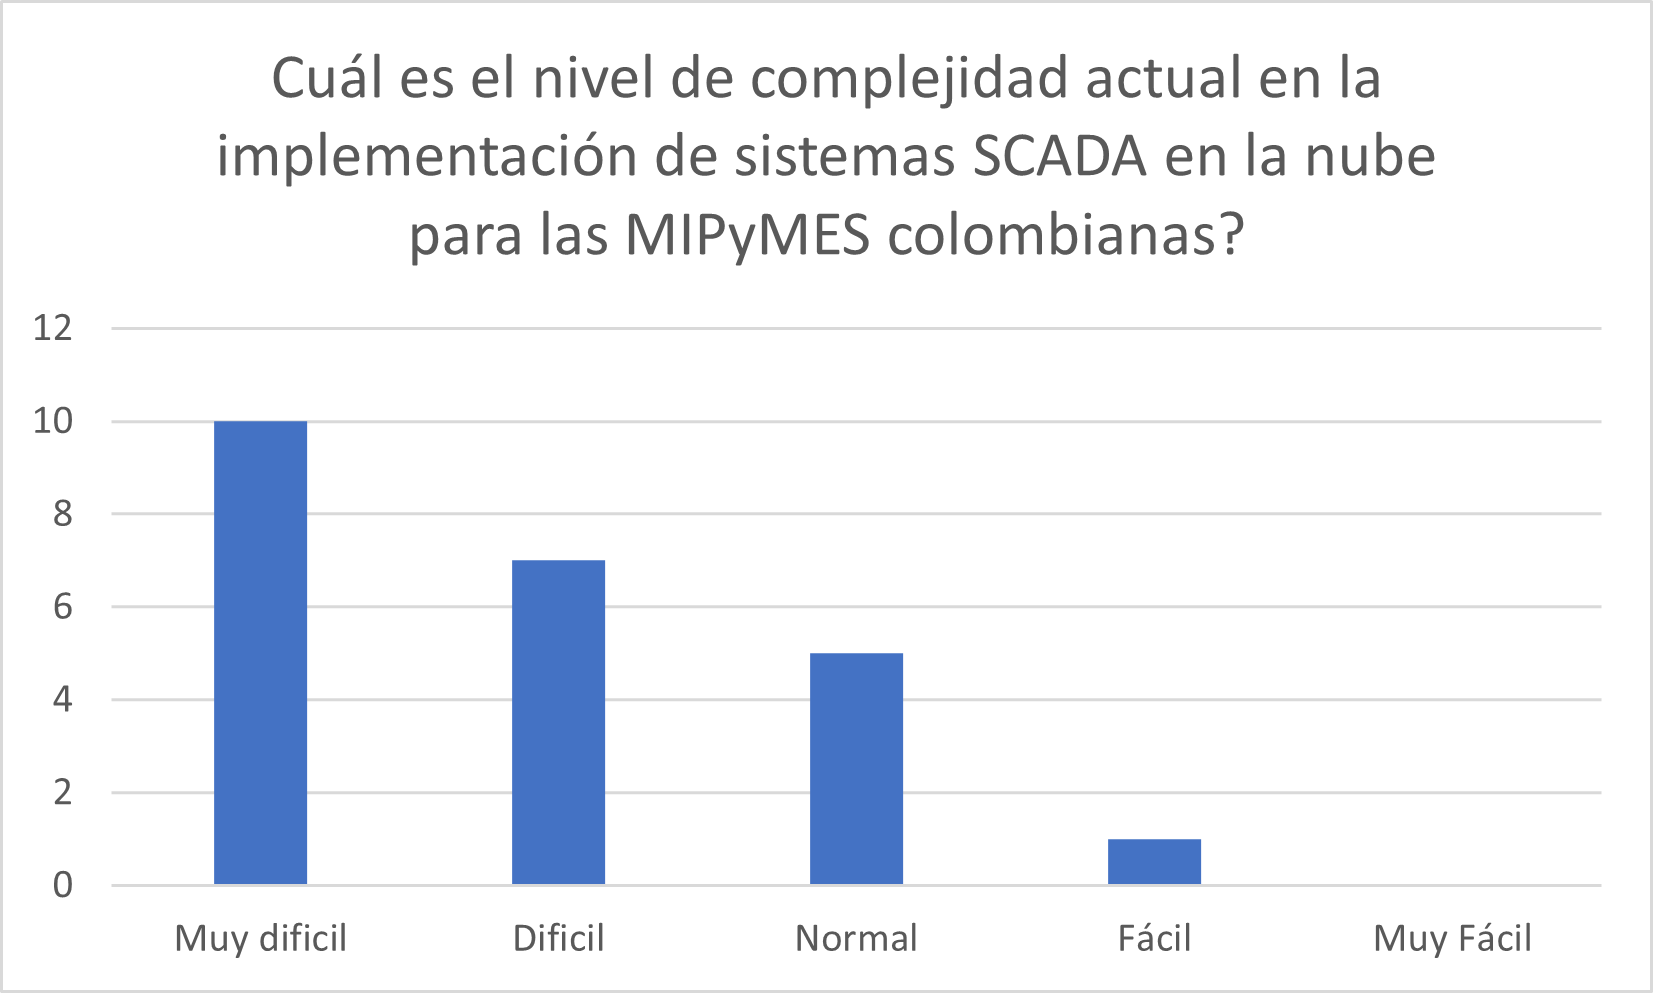 Cuál es el nivel de complejidad actual en la
implementación de sistemas SCADA en la nube
para las MIPyMES colombianas?
12
10
8
6
4
2
0
Muy dificil
Dificil
Normal
Fácil
Muy Fácil